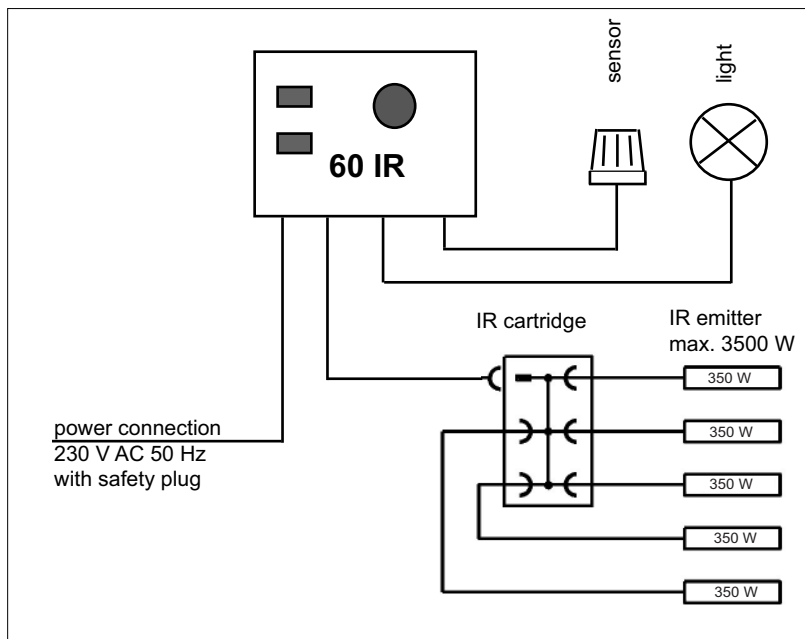 sensor
light
60 IR
IR cartridge
IR emitter
max. 3500 W
350 W
350 W
350 W
350 W
350 W
power connection
230 V AC 50 Hz
with safety plug